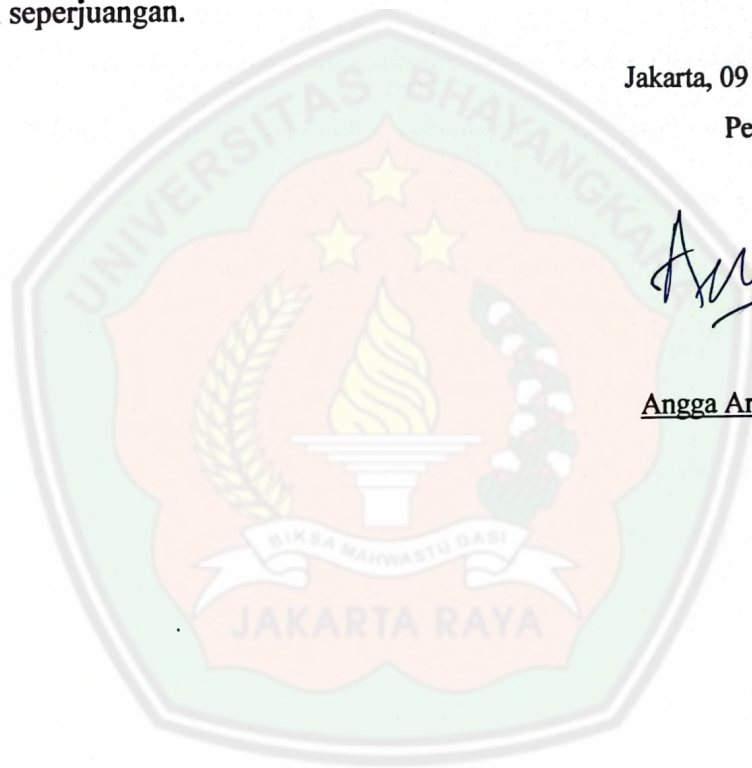 seperjuangan.
Jakarta, 09
Pe
Angga Ar
UNIVERSITAS BHAYANGKARA
BIKSA MAHWASTU DASI
JAKARTA RAYA